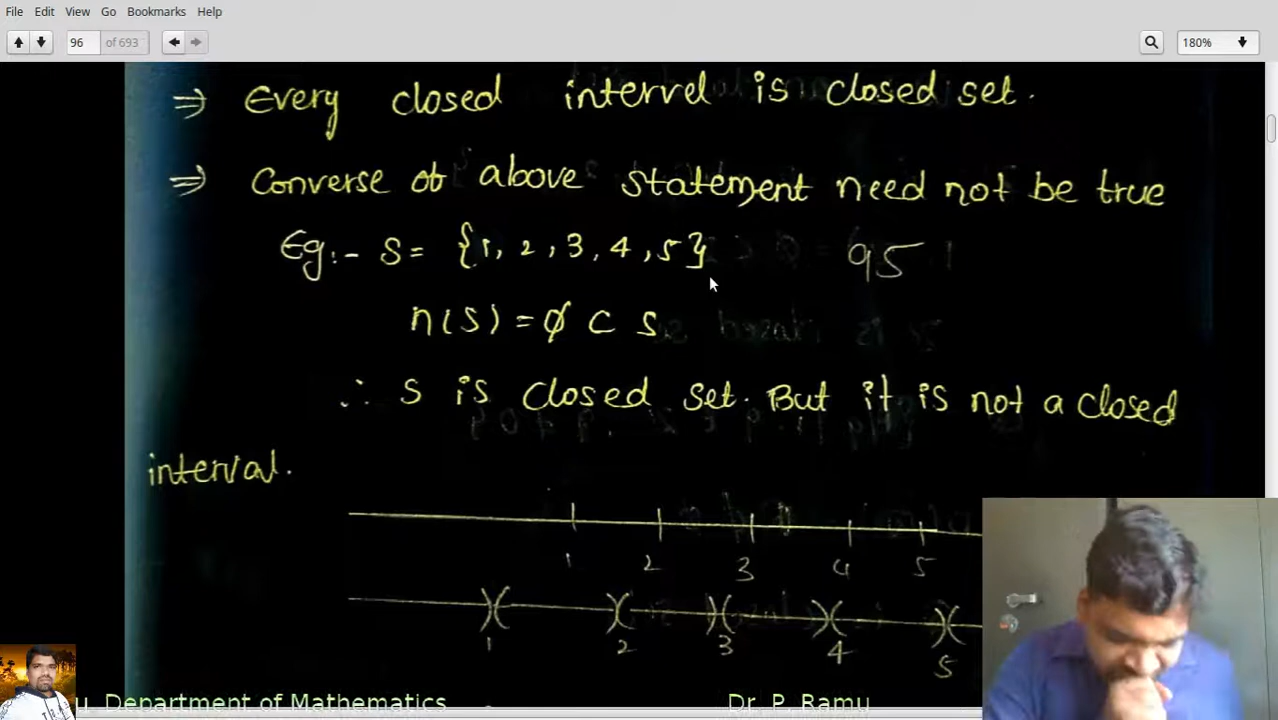 File Edit View Go Bookmarks Help
96 of 693 180%
⇒ Every closed intervel is closed set.
⇒ Converse of above statement need not be true
Eg:- S = {1, 2, 3, 4, 5} 95
n(S) = ϕ ⊂ S
∴ S is closed set. But it is not a closed
interval.
1 2 3 4 5
1 2 3 4 5
u, Department of Mathematics Dr. P. Ramu